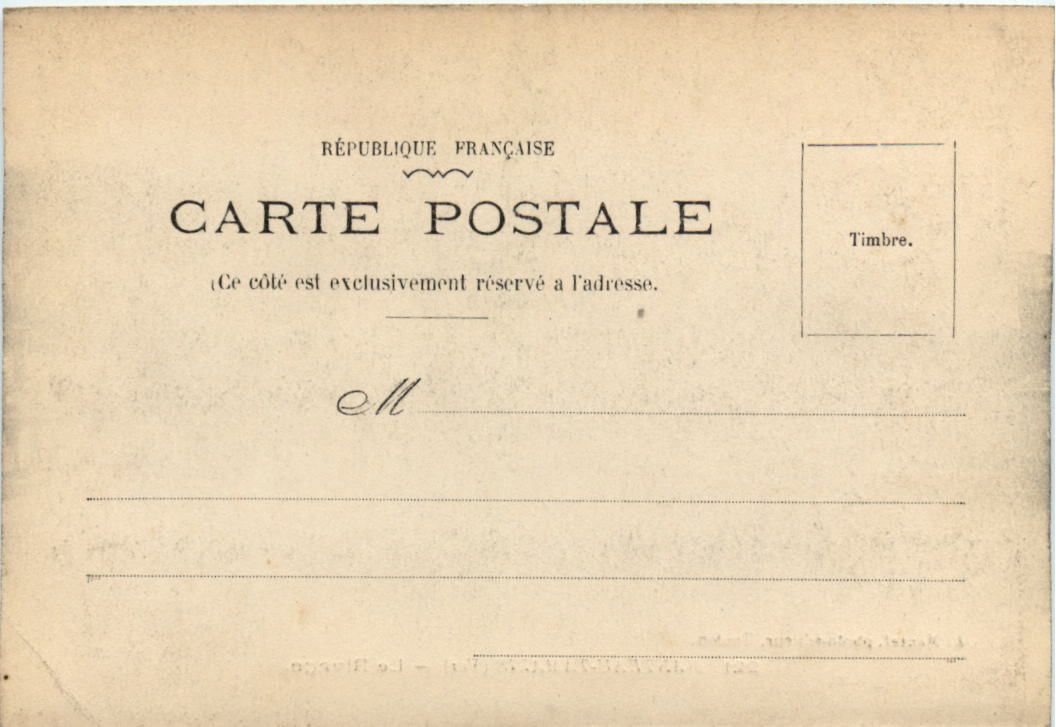 RÉPUBLIQUE FRANÇAISE
CARTE POSTALE
(Ce côté est exclusivement réservé a l'adresse.
Timbre.
M